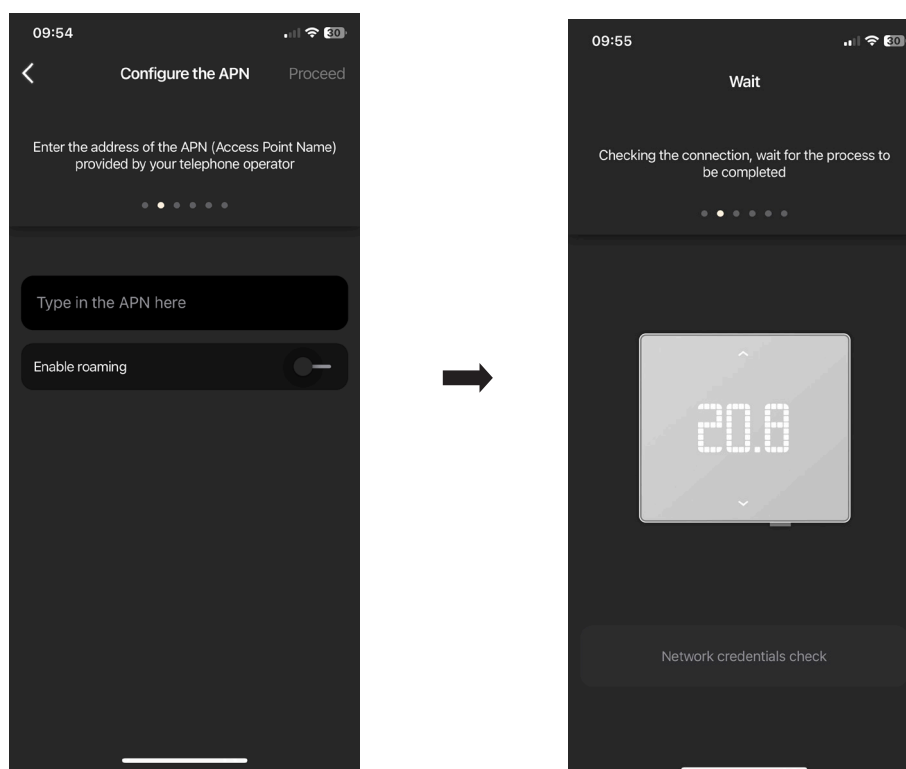 09:54
30
Configure the APN
Proceed
Enter the address of the APN (Access Point Name)
provided by your telephone operator
Type in the APN here
Enable roaming
09:55
30
Wait
Checking the connection, wait for the process to
be completed
20.8
Network credentials check